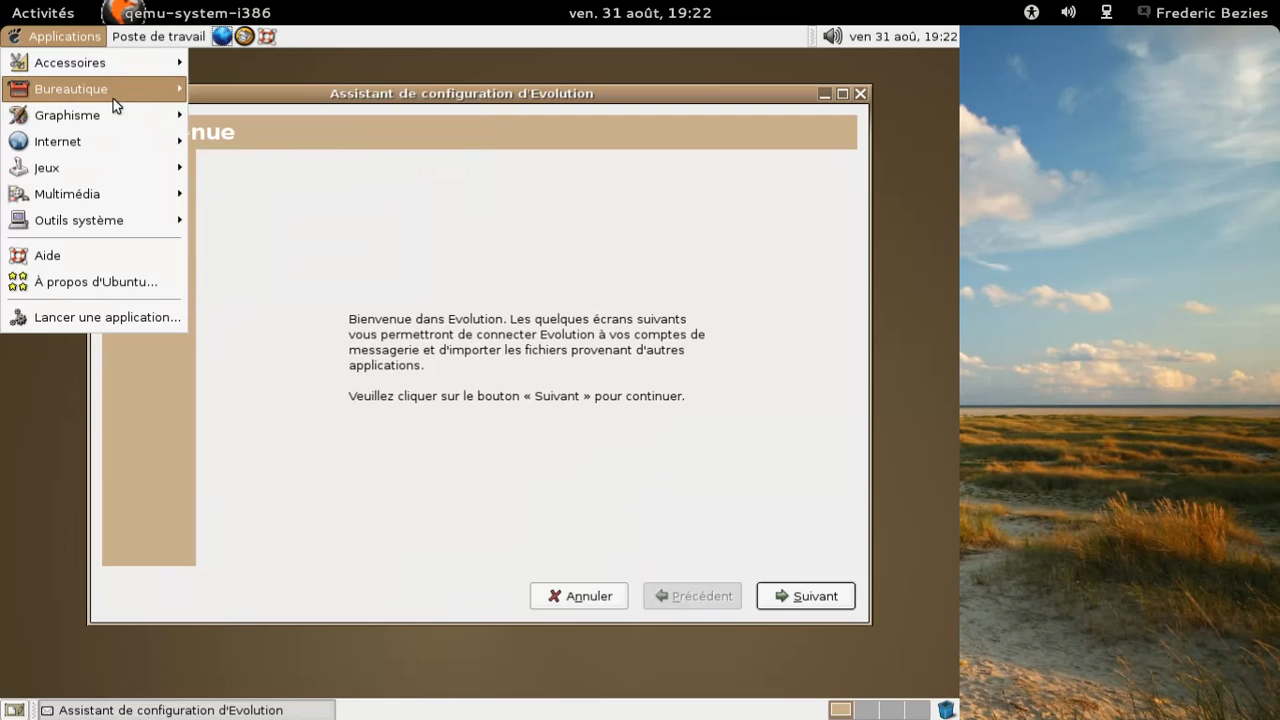 Activités qemu-system-i386 ven. 31 août, 19:22 Frederic Bezies
Applications Poste de travail ven 31 aoû, 19:22
Accessoires
Bureautique
Graphisme
Internet
Jeux
Multimédia
Outils système
Aide
À propos d'Ubuntu...
Lancer une application...
Assistant de configuration d'Evolution
nue
Bienvenue dans Evolution. Les quelques écrans suivants
vous permettront de connecter Evolution à vos comptes de
messagerie et d'importer les fichiers provenant d'autres
applications.
Veuillez cliquer sur le bouton « Suivant » pour continuer.
Annuler Précédent Suivant
Assistant de configuration d'Evolution